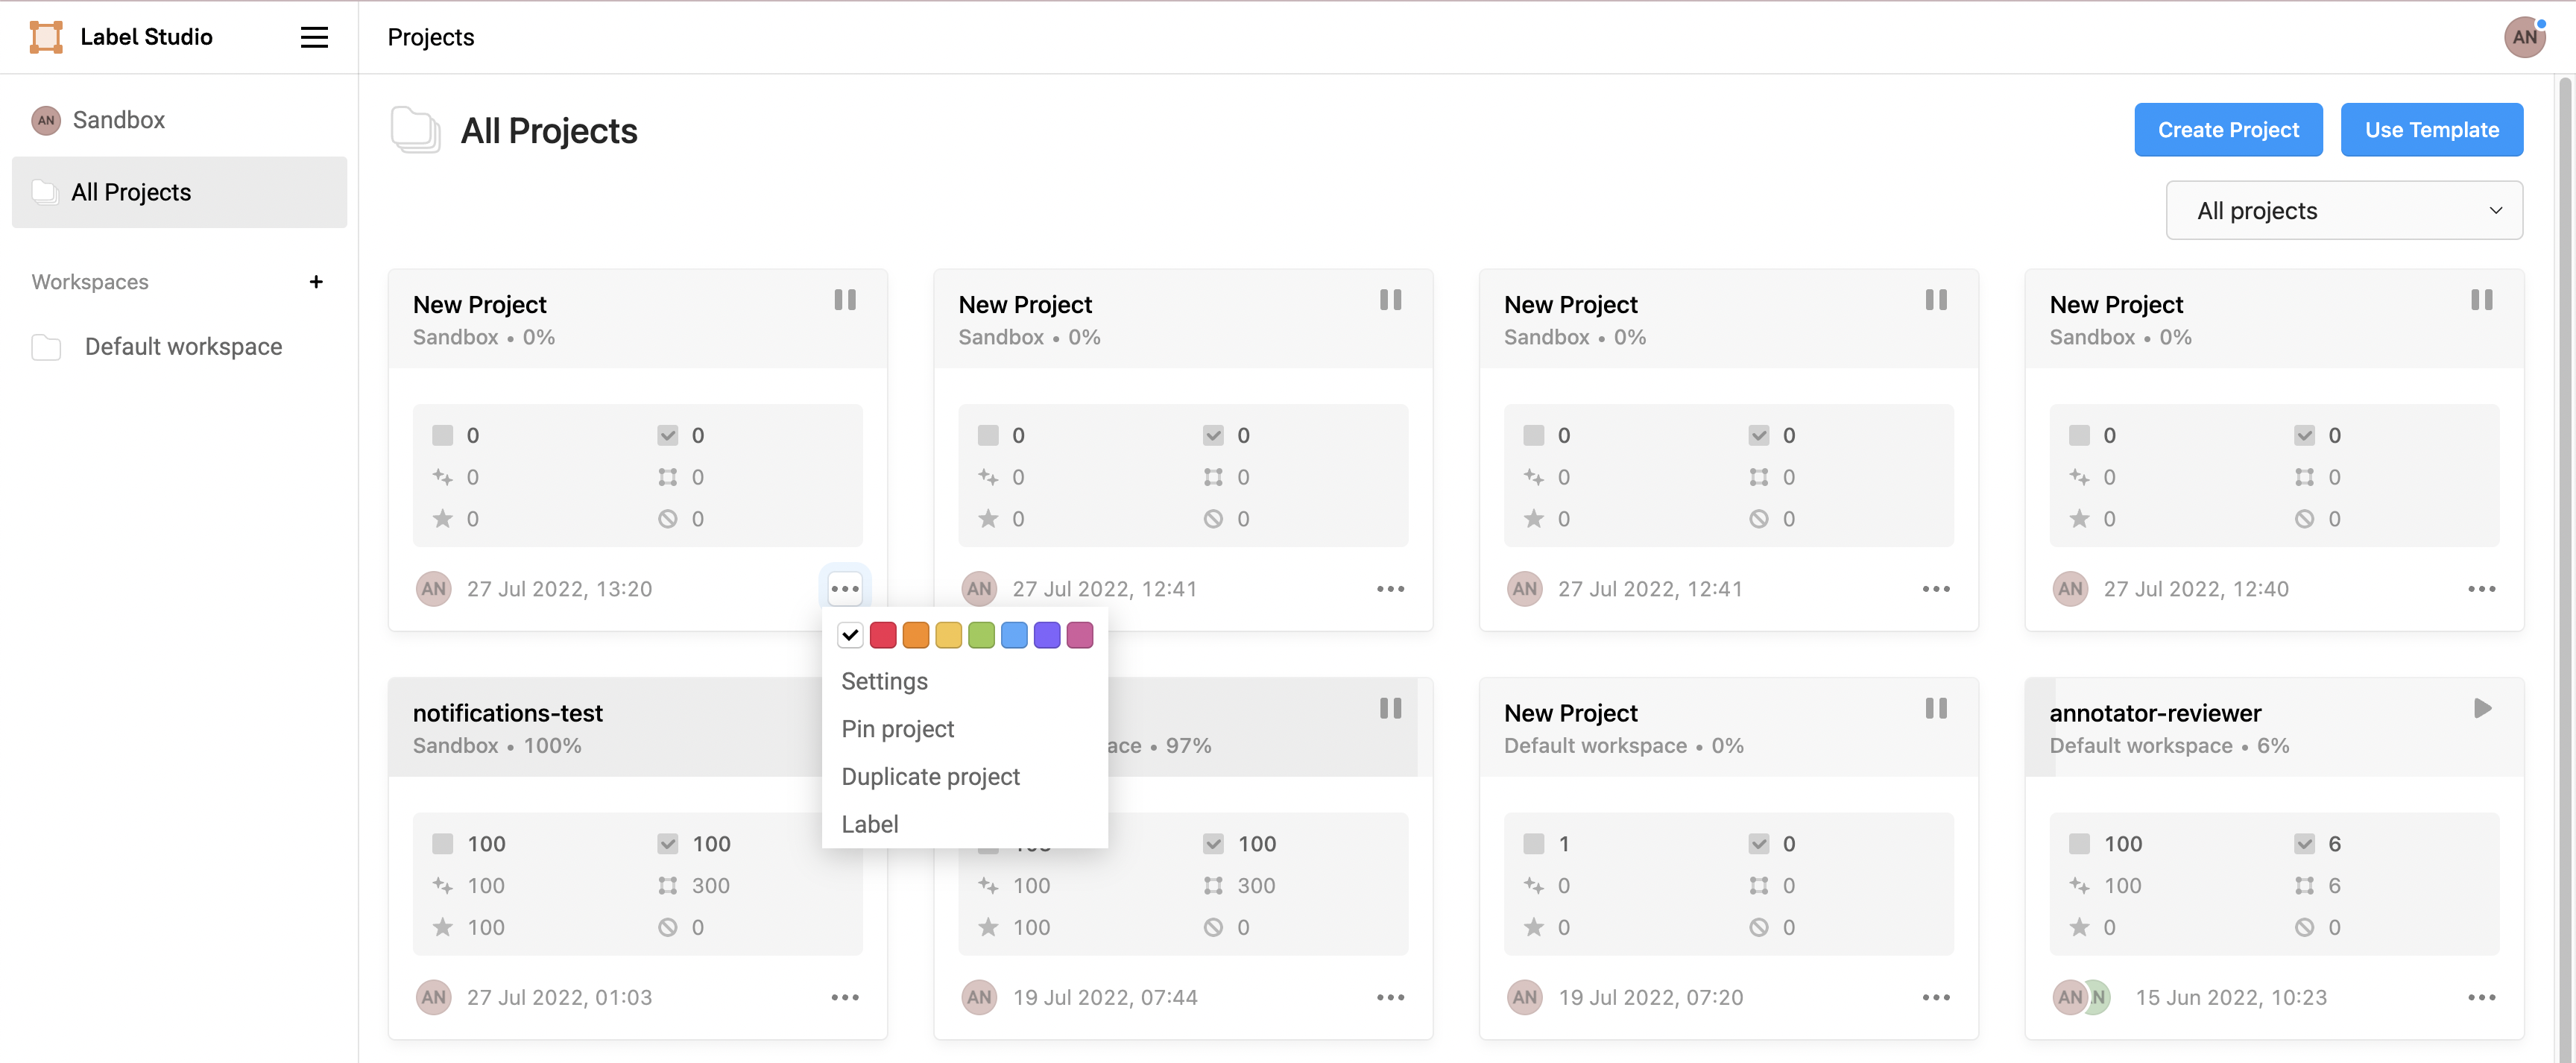 Label Studio
Projects
AN
AN Sandbox
All Projects
Workspaces +
Default workspace
All Projects
Create Project
Use Template
All projects
New Project
Sandbox • 0%
0 0
0 0
0 0
AN 27 Jul 2022, 13:20
New Project
Sandbox • 0%
0 0
0 0
0 0
AN 27 Jul 2022, 12:41
New Project
Sandbox • 0%
0 0
0 0
0 0
AN 27 Jul 2022, 12:41
New Project
Sandbox • 0%
0 0
0 0
0 0
AN 27 Jul 2022, 12:40
Settings
Pin project
Duplicate project
Label
notifications-test
Sandbox • 100%
100 100
100 300
100 0
AN 27 Jul 2022, 01:03
• 97%
100
100 300
100 0
AN 19 Jul 2022, 07:44
New Project
Default workspace • 0%
1 0
0 0
0 0
AN 19 Jul 2022, 07:20
annotator-reviewer
Default workspace • 6%
100 6
100 6
0 0
AN 15 Jun 2022, 10:23